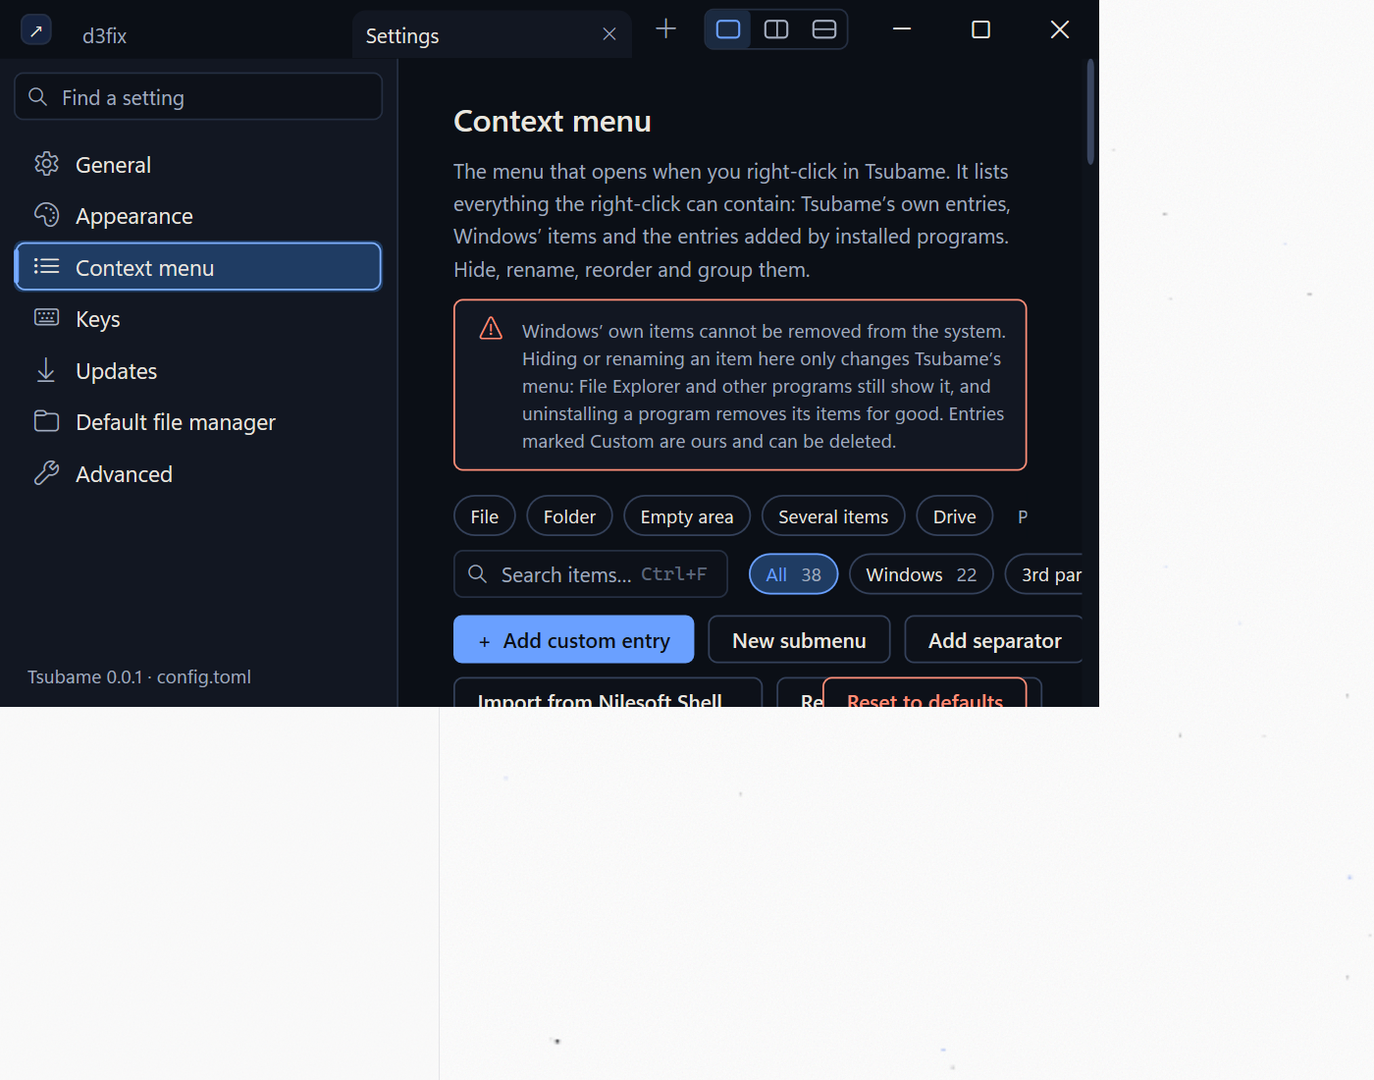 d3fix
Settings
Find a setting
General
Appearance
Context menu
Keys
Updates
Default file manager
Advanced
Tsubame 0.0.1 · config.toml
Context menu
The menu that opens when you right-click in Tsubame. It lists
everything the right-click can contain: Tsubame’s own entries,
Windows’ items and the entries added by installed programs.
Hide, rename, reorder and group them.
Windows’ own items cannot be removed from the system.
Hiding or renaming an item here only changes Tsubame’s
menu: File Explorer and other programs still show it, and
uninstalling a program removes its items for good. Entries
marked Custom are ours and can be deleted.
File Folder Empty area Several items Drive P
Search items... Ctrl+F All 38 Windows 22 3rd par
+ Add custom entry New submenu Add separator
Import from Nilesoft Shell Re Reset to defaults